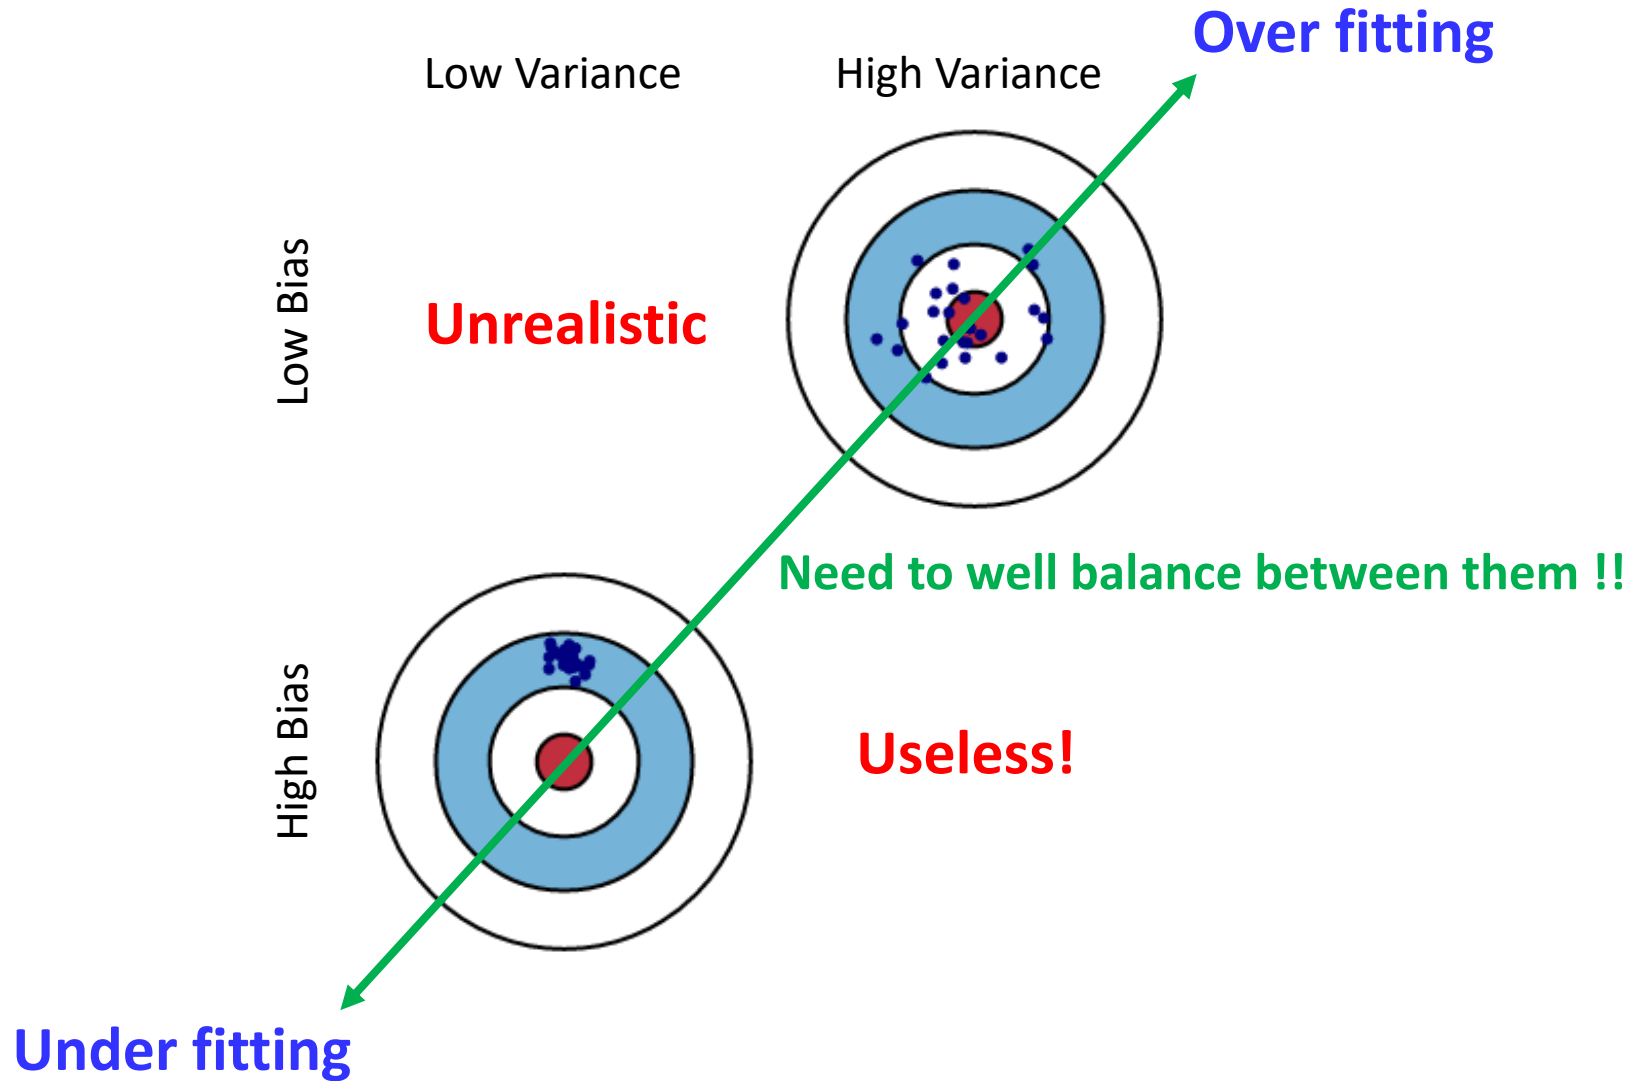 Over fitting
Low Variance
High Variance
Low Bias
Unrealistic
Need to well balance between them !!
High Bias
Useless!
Under fitting